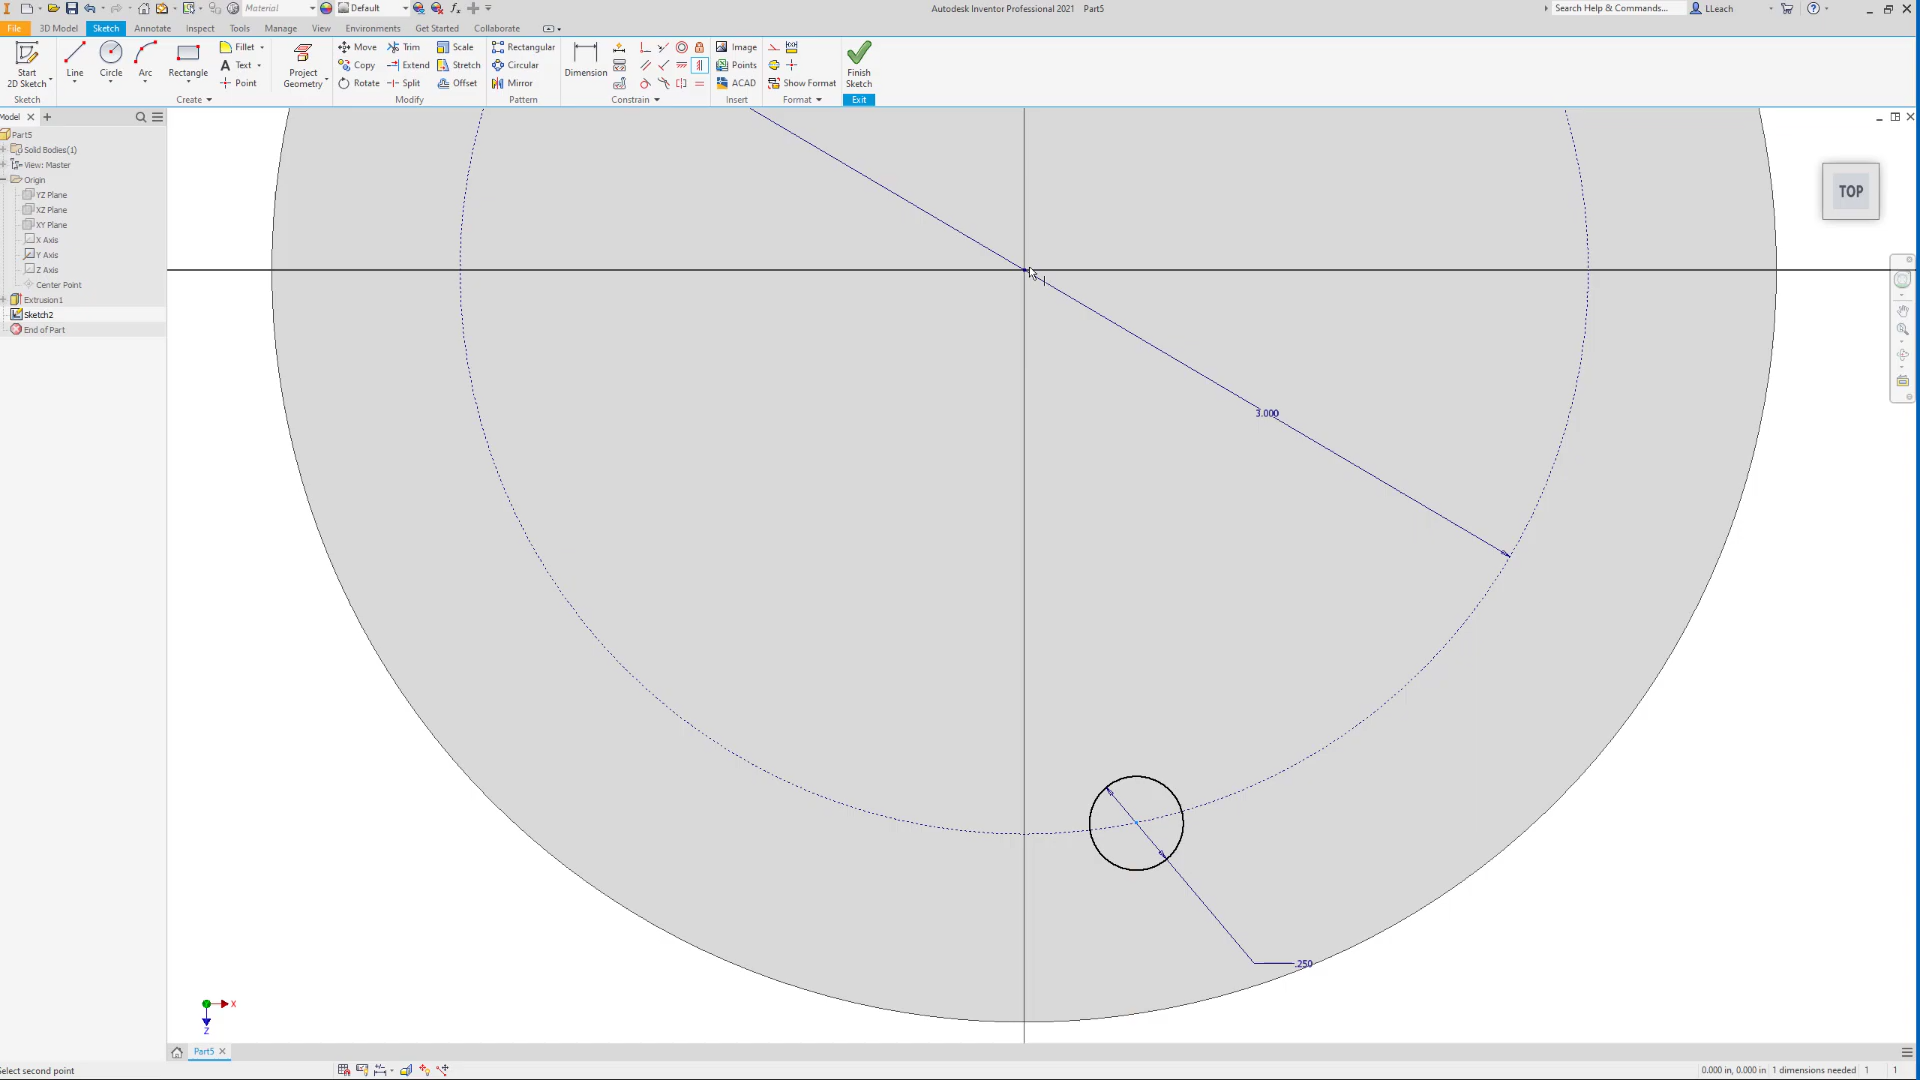 Material
Default
Autodesk Inventor Professional 2021 Part5
Search Help & Commands...
LLeach
File 3D Model Sketch Annotate Inspect Tools Manage View Environments Get Started Collaborate
Start
2D Sketch
Line
Circle
Arc
Rectangle
Fillet
Text
Point
Project
Geometry
Move
Copy
Rotate
Trim
Extend
Split
Scale
Stretch
Offset
Rectangular
Circular
Mirror
Dimension
Image
Points
ACAD
Show Format
Finish
Sketch
Sketch
Create
Modify
Pattern
Constrain
Insert
Format
Exit
Model
Part5
Solid Bodies(1)
View: Master
Origin
YZ Plane
XZ Plane
XY Plane
X Axis
Y Axis
Z Axis
Center Point
Extrusion1
Sketch2
End of Part
TOP
3.000
.250
X
Z
Part5
Select second point
0.000 in, 0.000 in 1 dimensions needed 1 1